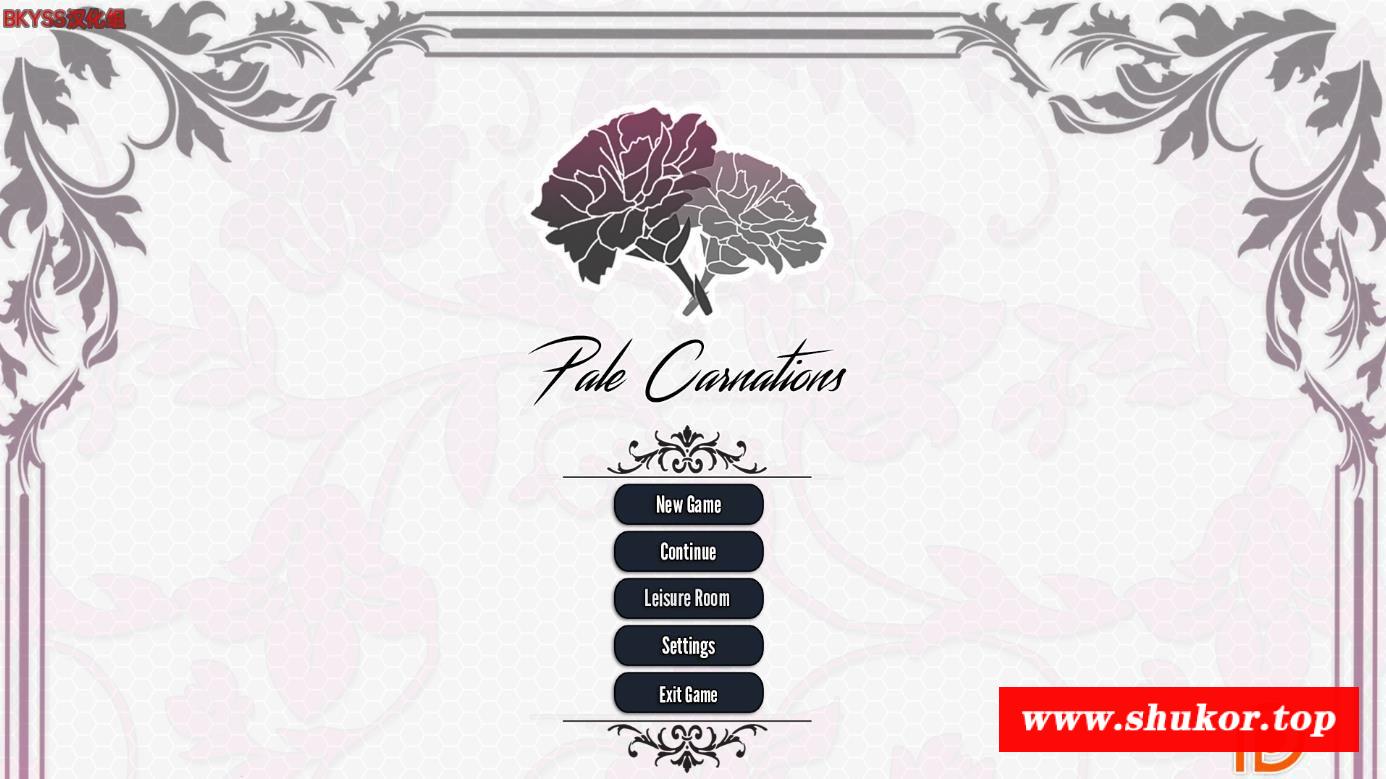 BKYSS汉化组
Pale Carnations
New Game
Continue
Leisure Room
Settings
Exit Game
www.shukor.top